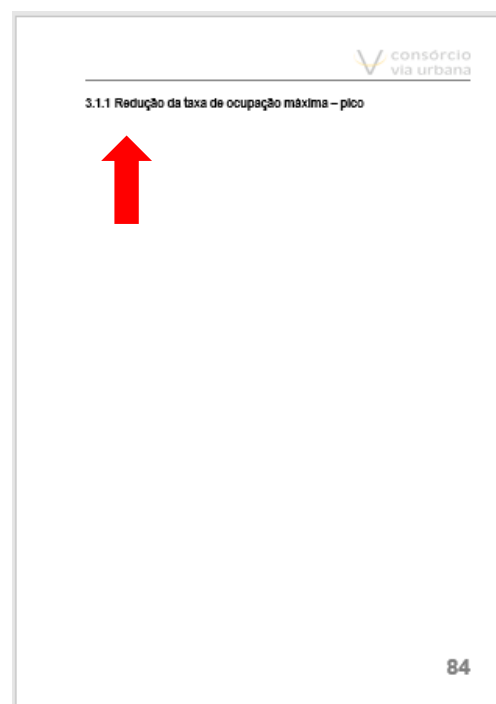 consórcio
via urbana
3.1.1 Redução da taxa de ocupação máxima – pico
84